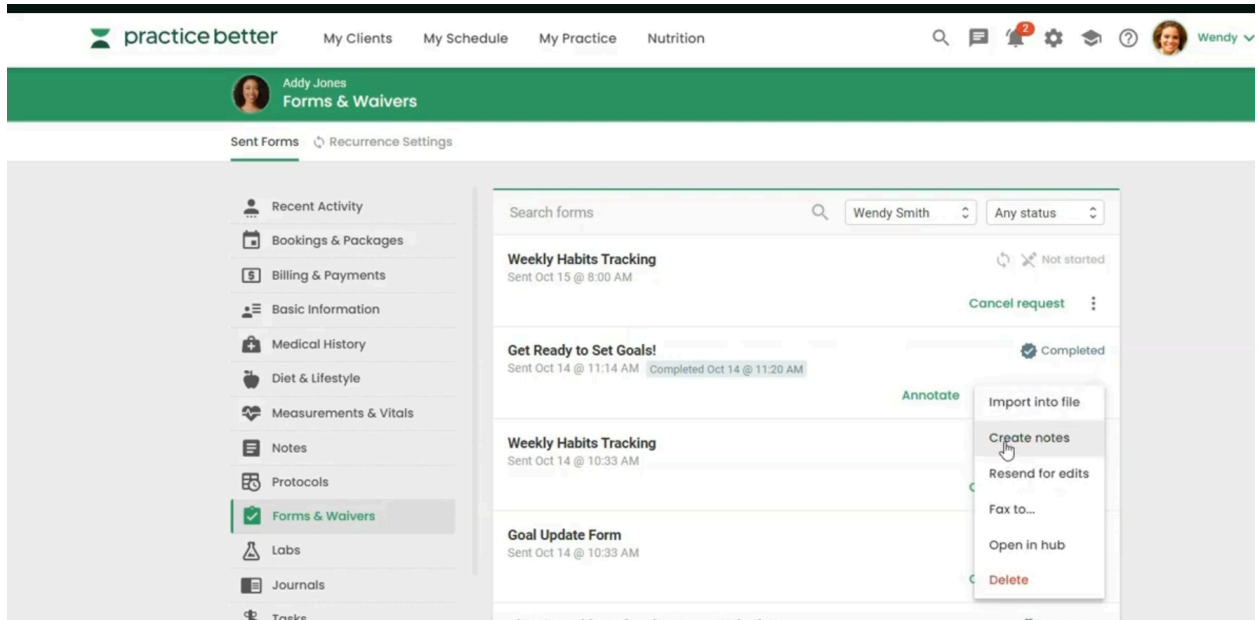 practice better
My Clients
My Schedule
My Practice
Nutrition
2
Wendy
Addy Jones
Forms & Waivers
Sent Forms
Recurrence Settings
Recent Activity
Bookings & Packages
Billing & Payments
Basic Information
Medical History
Diet & Lifestyle
Measurements & Vitals
Notes
Protocols
Forms & Waivers
Labs
Journals
Tasks
Search forms
Wendy Smith
Any status
Weekly Habits Tracking
Not started
Sent Oct 15 @ 8:00 AM
Cancel request
Get Ready to Set Goals!
Completed
Sent Oct 14 @ 11:14 AM Completed Oct 14 @ 11:20 AM
Annotate
Weekly Habits Tracking
Sent Oct 14 @ 10:33 AM
Goal Update Form
Sent Oct 14 @ 10:33 AM
Import into file
Create notes
Resend for edits
Fax to...
Open in hub
Delete